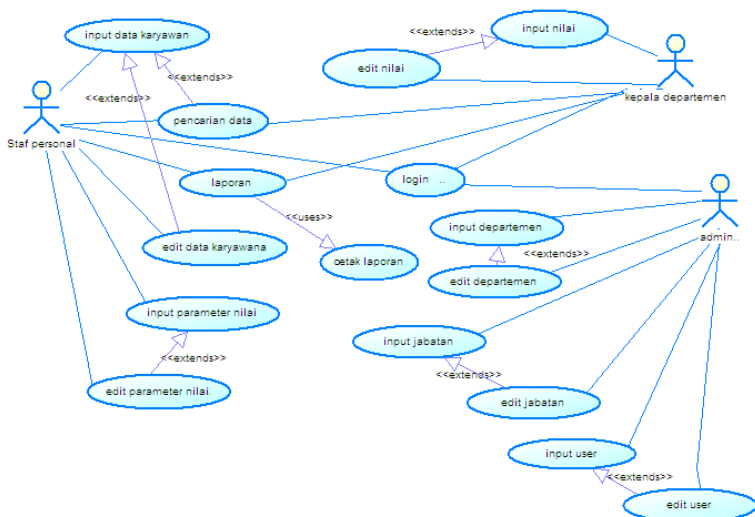 input data karyawan
<<extends>>
input nilai
<<extends>>
edit nilai
kepala departemen
<<extends>>
pencarian data
Staf personal
laporan
login ..
<<uses>>
input departemen
admin..
edit data karyawana
cetak laporan
<<extends>>
edit departemen
input parameter nilai
input jabatan
<<extends>>
<<extends>>
edit parameter nilai.
edit jabatan
input user
<<extends>>
edit user
<<extends>>